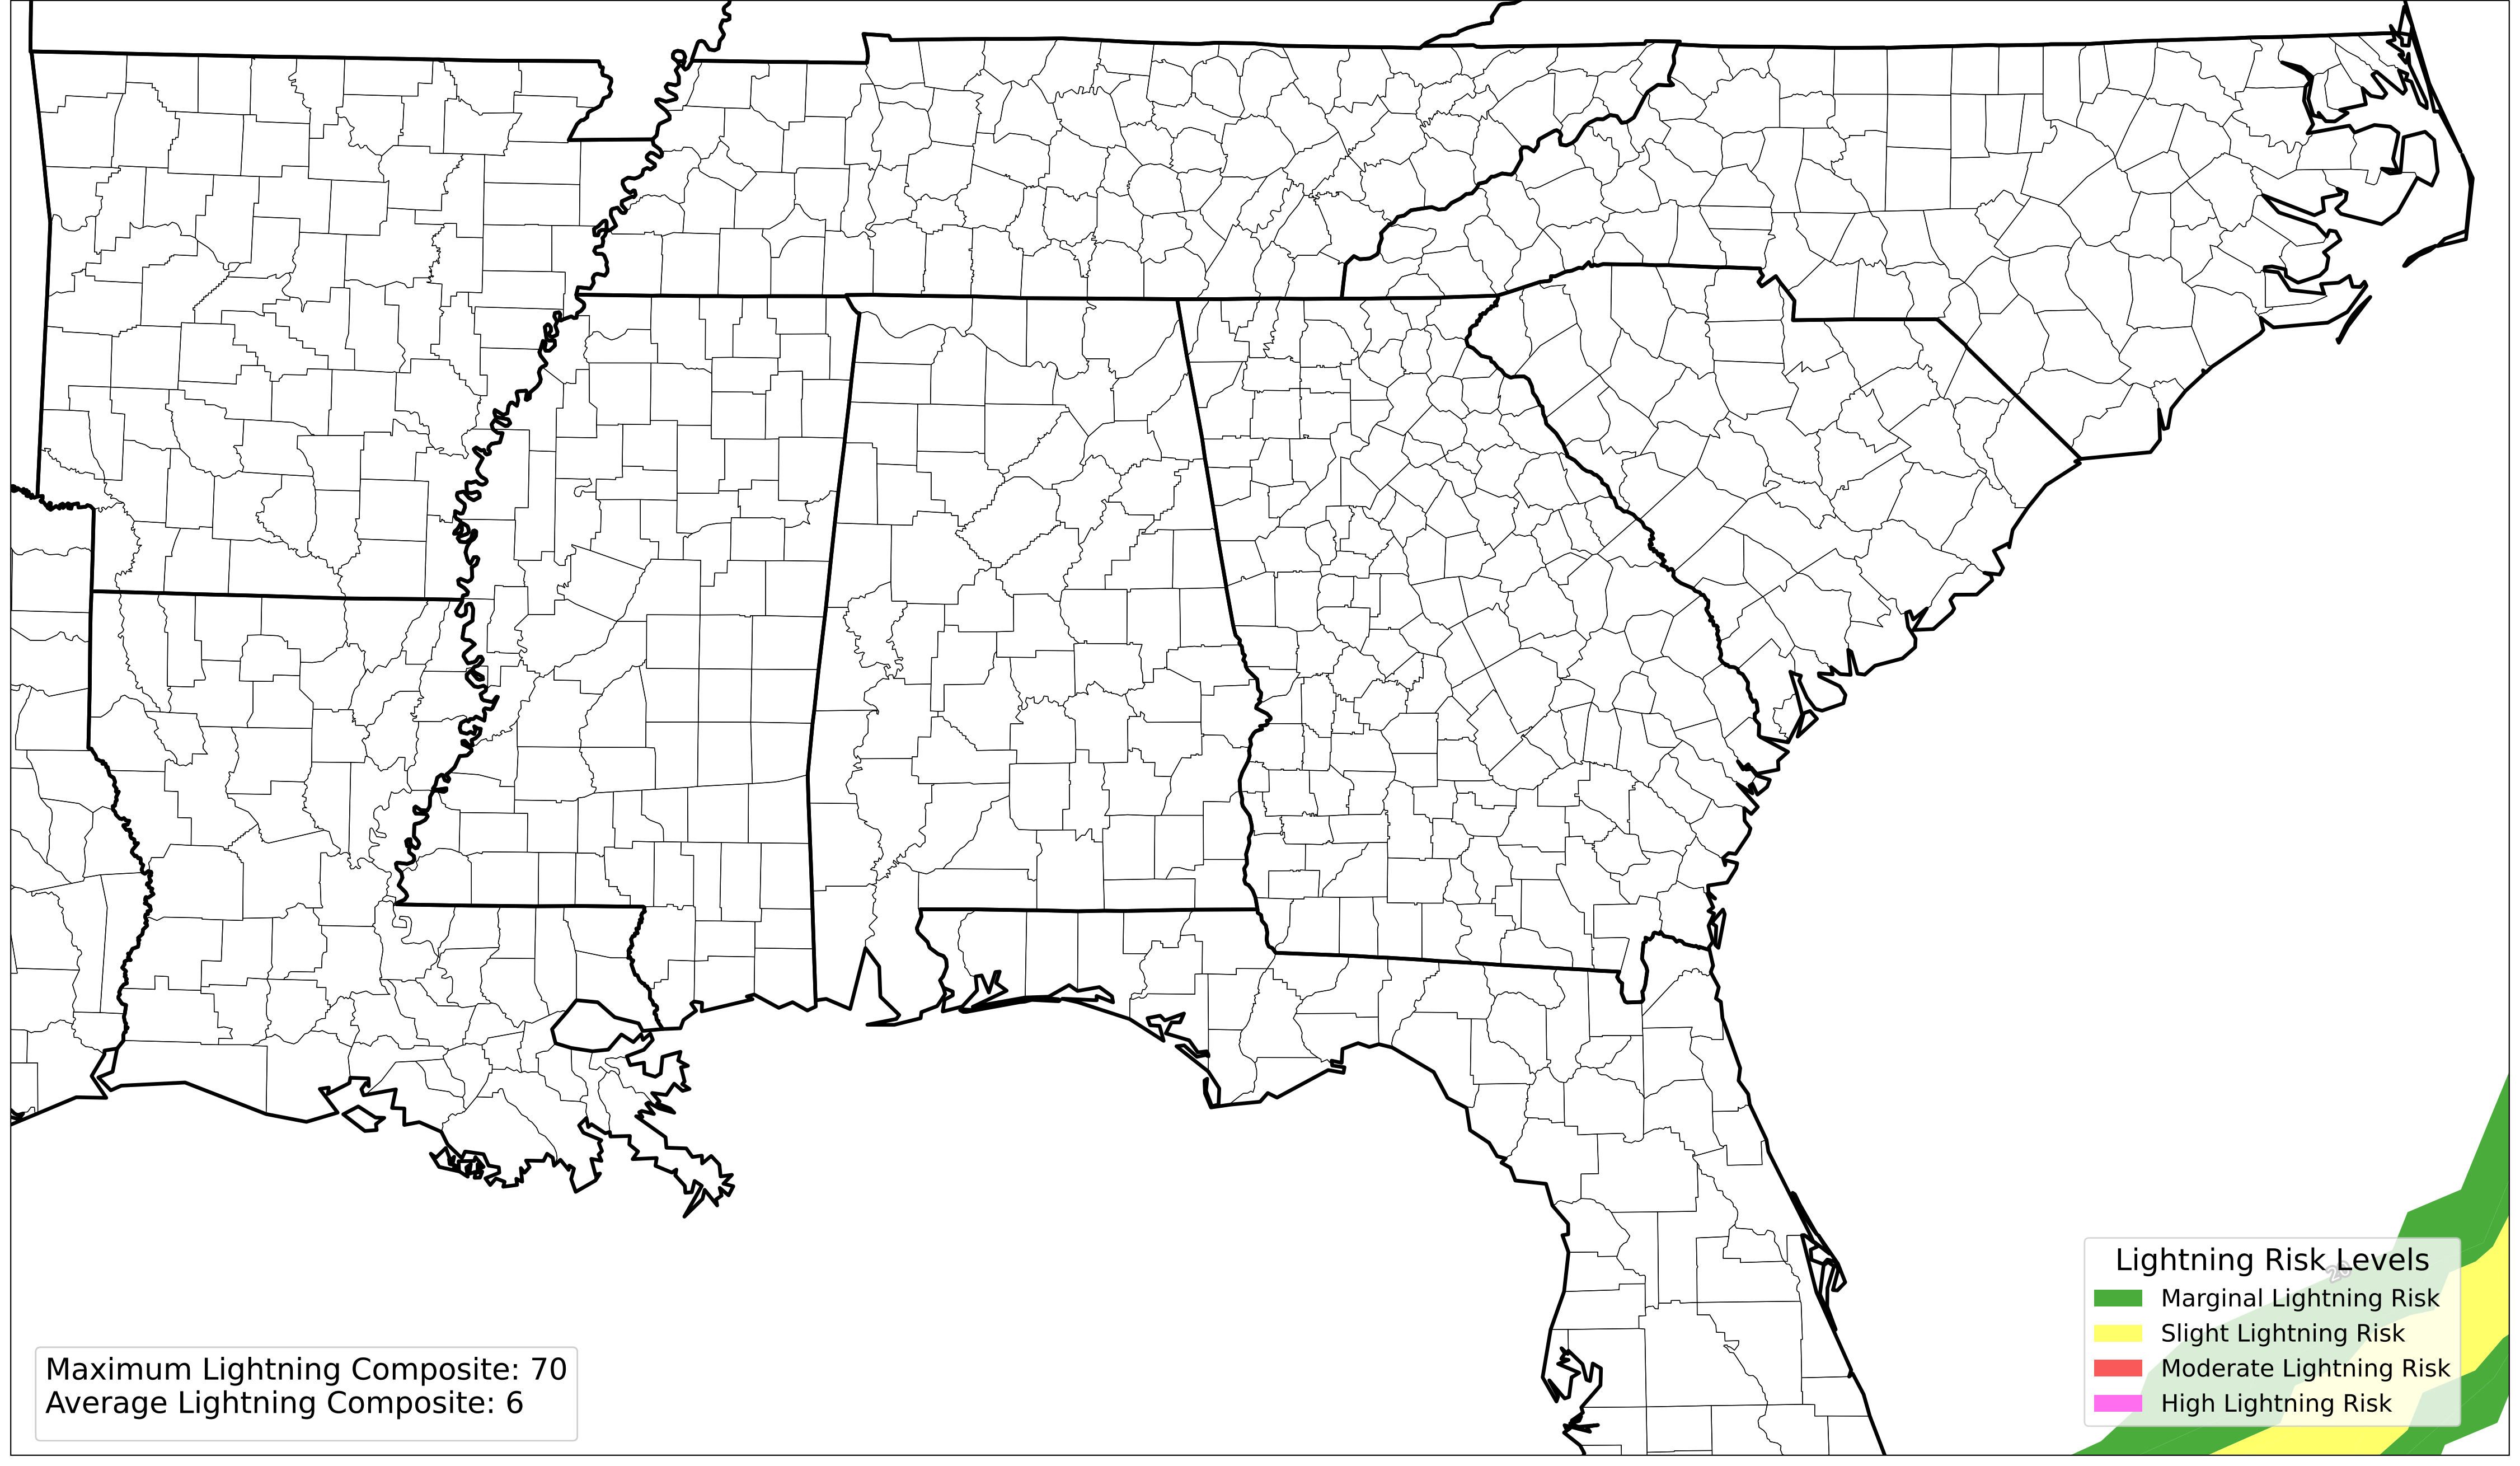 Lightning Risk Levels
20
Marginal Lightning Risk
Slight Lightning Risk
Moderate Lightning Risk
High Lightning Risk
Maximum Lightning Composite: 70
Average Lightning Composite: 6